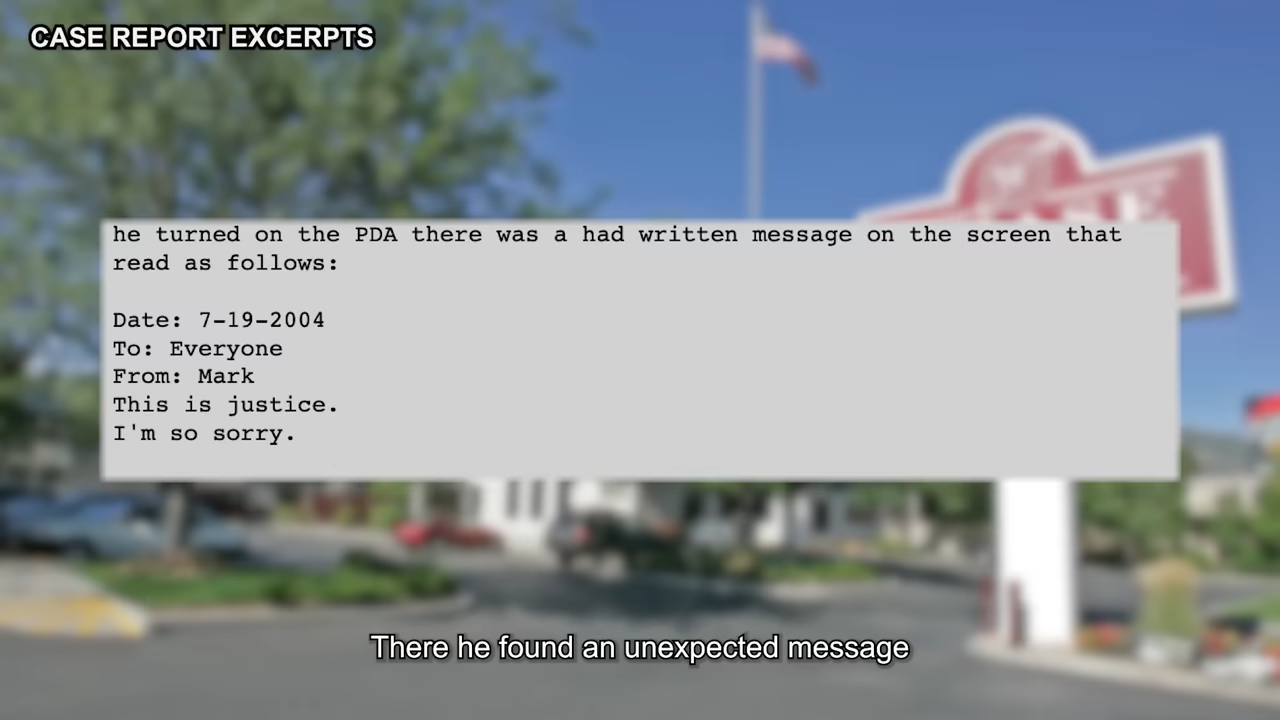 CASE REPORT EXCERPTS
he turned on the PDA there was a had written message on the screen that
read as follows:
Date: 7-19-2004
To: Everyone
From: Mark
This is justice.
I'm so sorry.
There he found an unexpected message